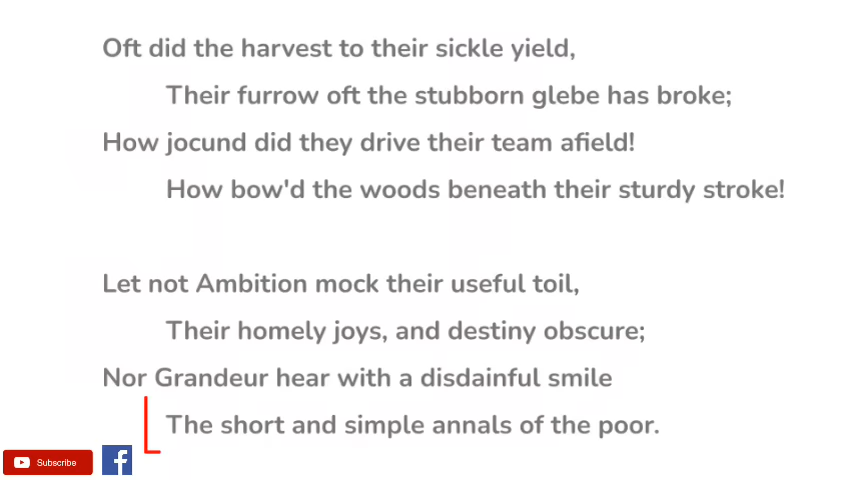 Oft did the harvest to their sickle yield,
Their furrow oft the stubborn glebe has broke;
How jocund did they drive their team afield!
How bow'd the woods beneath their sturdy stroke!
Let not Ambition mock their useful toil,
Their homely joys, and destiny obscure;
Nor Grandeur hear with a disdainful smile
The short and simple annals of the poor.
Subscribe